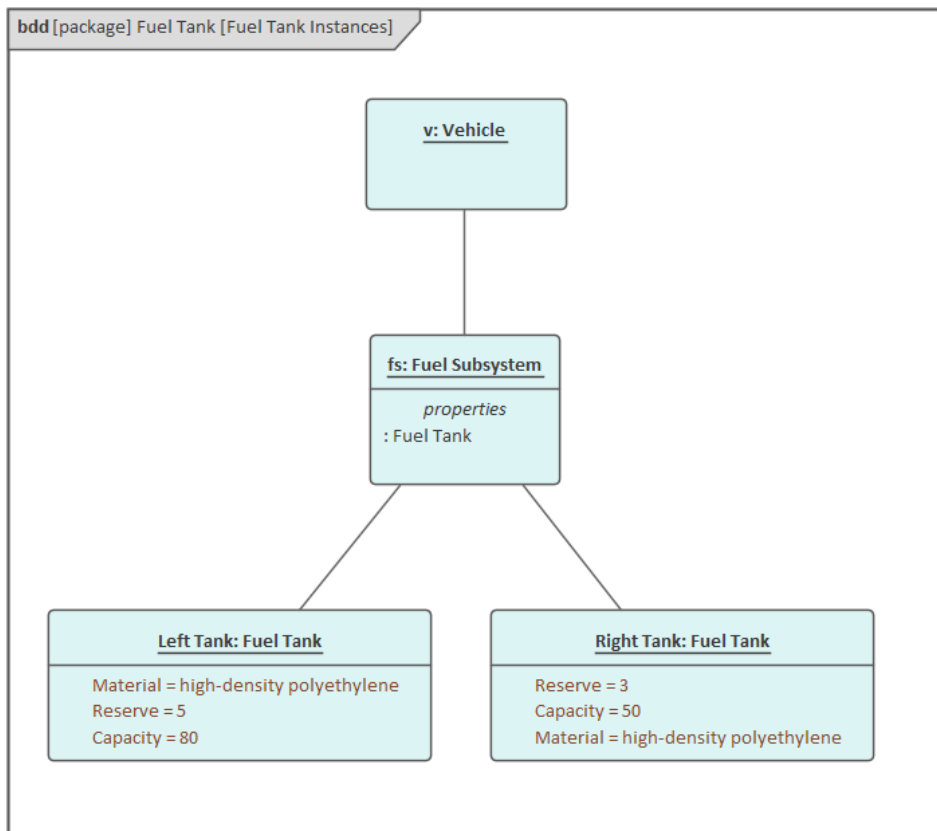 bdd [package] Fuel Tank [Fuel Tank Instances]
v: Vehicle
fs: Fuel Subsystem
properties
: Fuel Tank
Left Tank: Fuel Tank
Material = high-density polyethylene
Reserve = 5
Capacity = 80
Right Tank: Fuel Tank
Reserve = 3
Capacity = 50
Material = high-density polyethylene